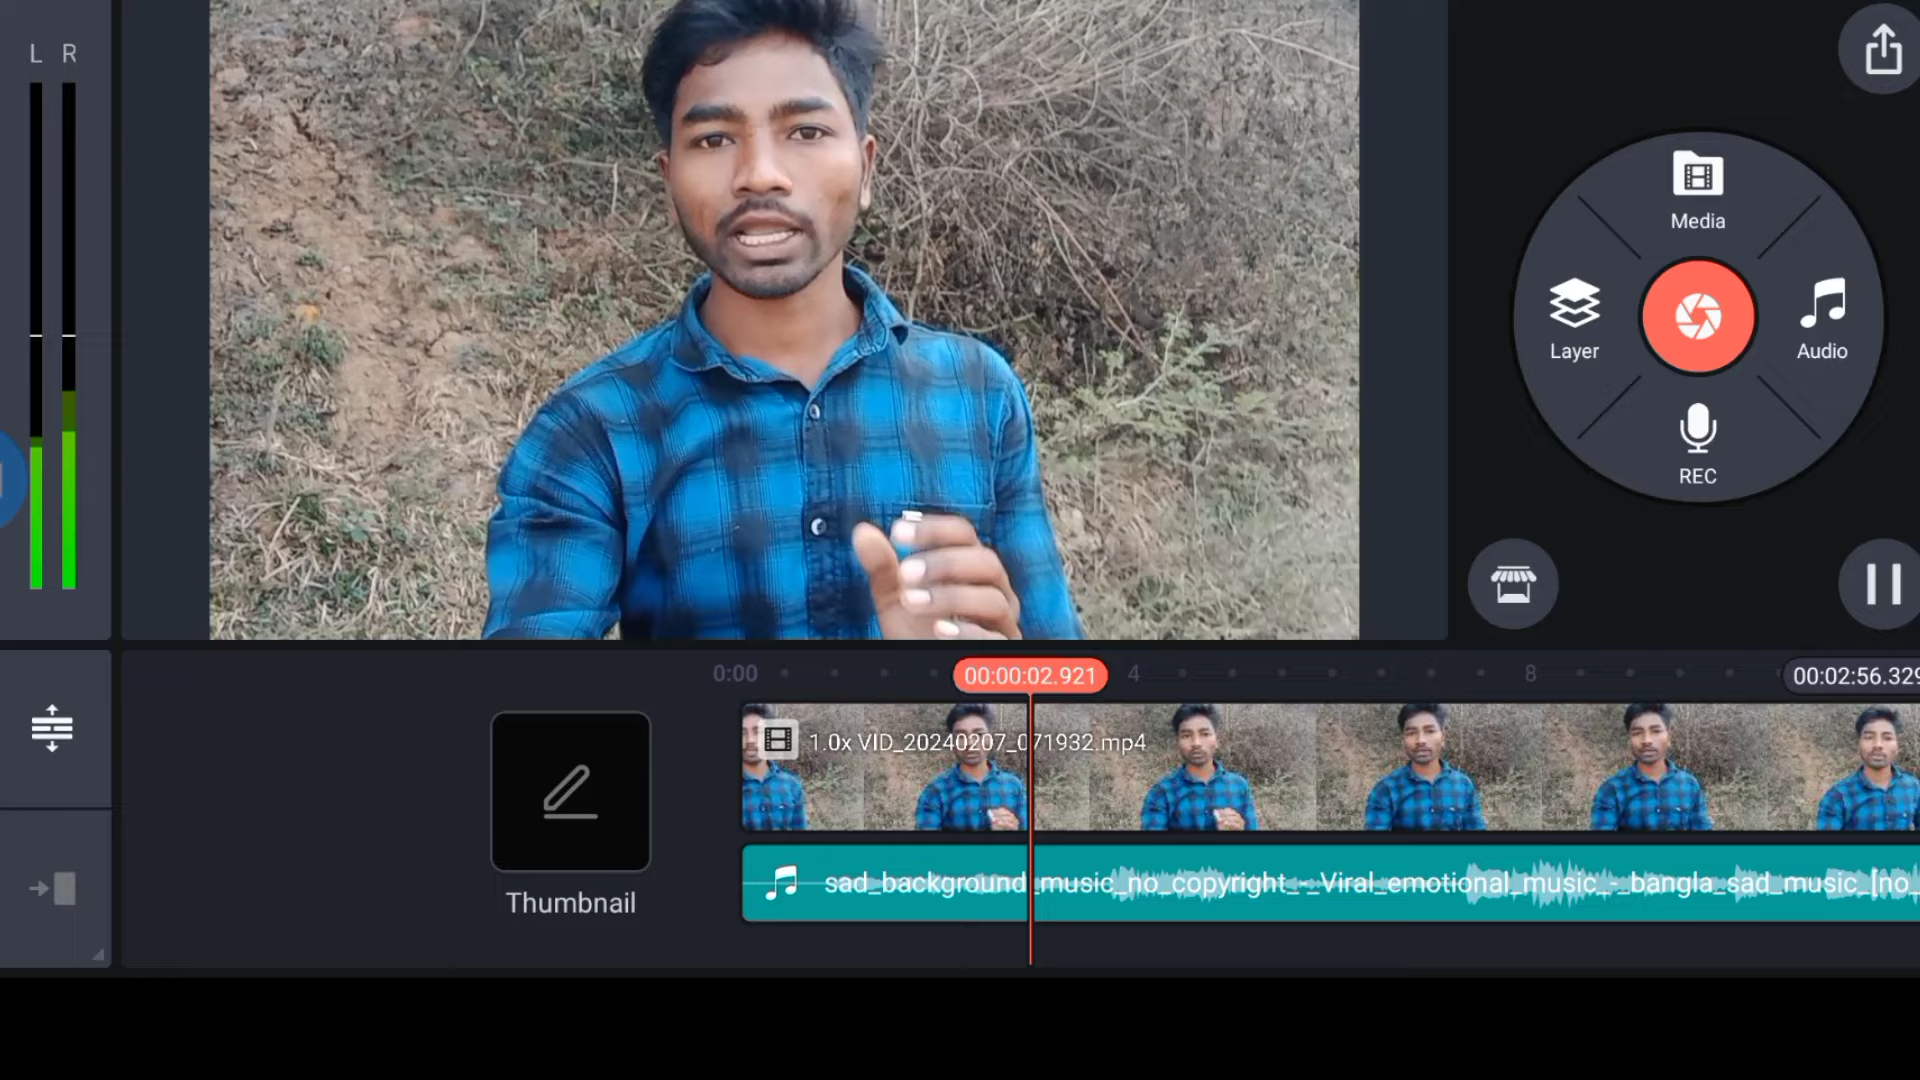 L R
Media
Layer
Audio
REC
0:00
00:00:02.921
4
8
00:02:56.329
1.0x VID_20240207_071932.mp4
sad_background_music_no_copyright_-_Viral_emotional_music_-_bangla_sad_music_[no_
Thumbnail